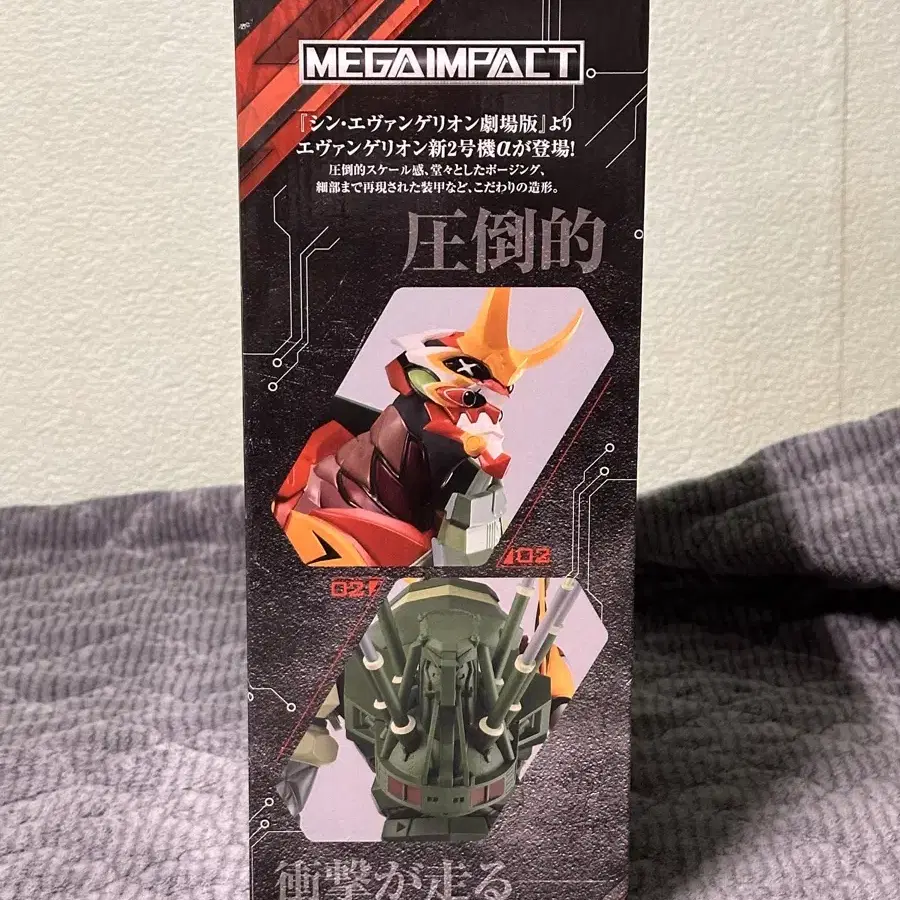 MEGAIMPACT
『シン・エヴァンゲリオン劇場版』より
エヴァンゲリオン新2号機αが登場!
圧倒的スケール感、堂々としたポージング、
細部まで再現された装甲など、こだわりの造形。
圧倒的
02
02
衝撃が走る